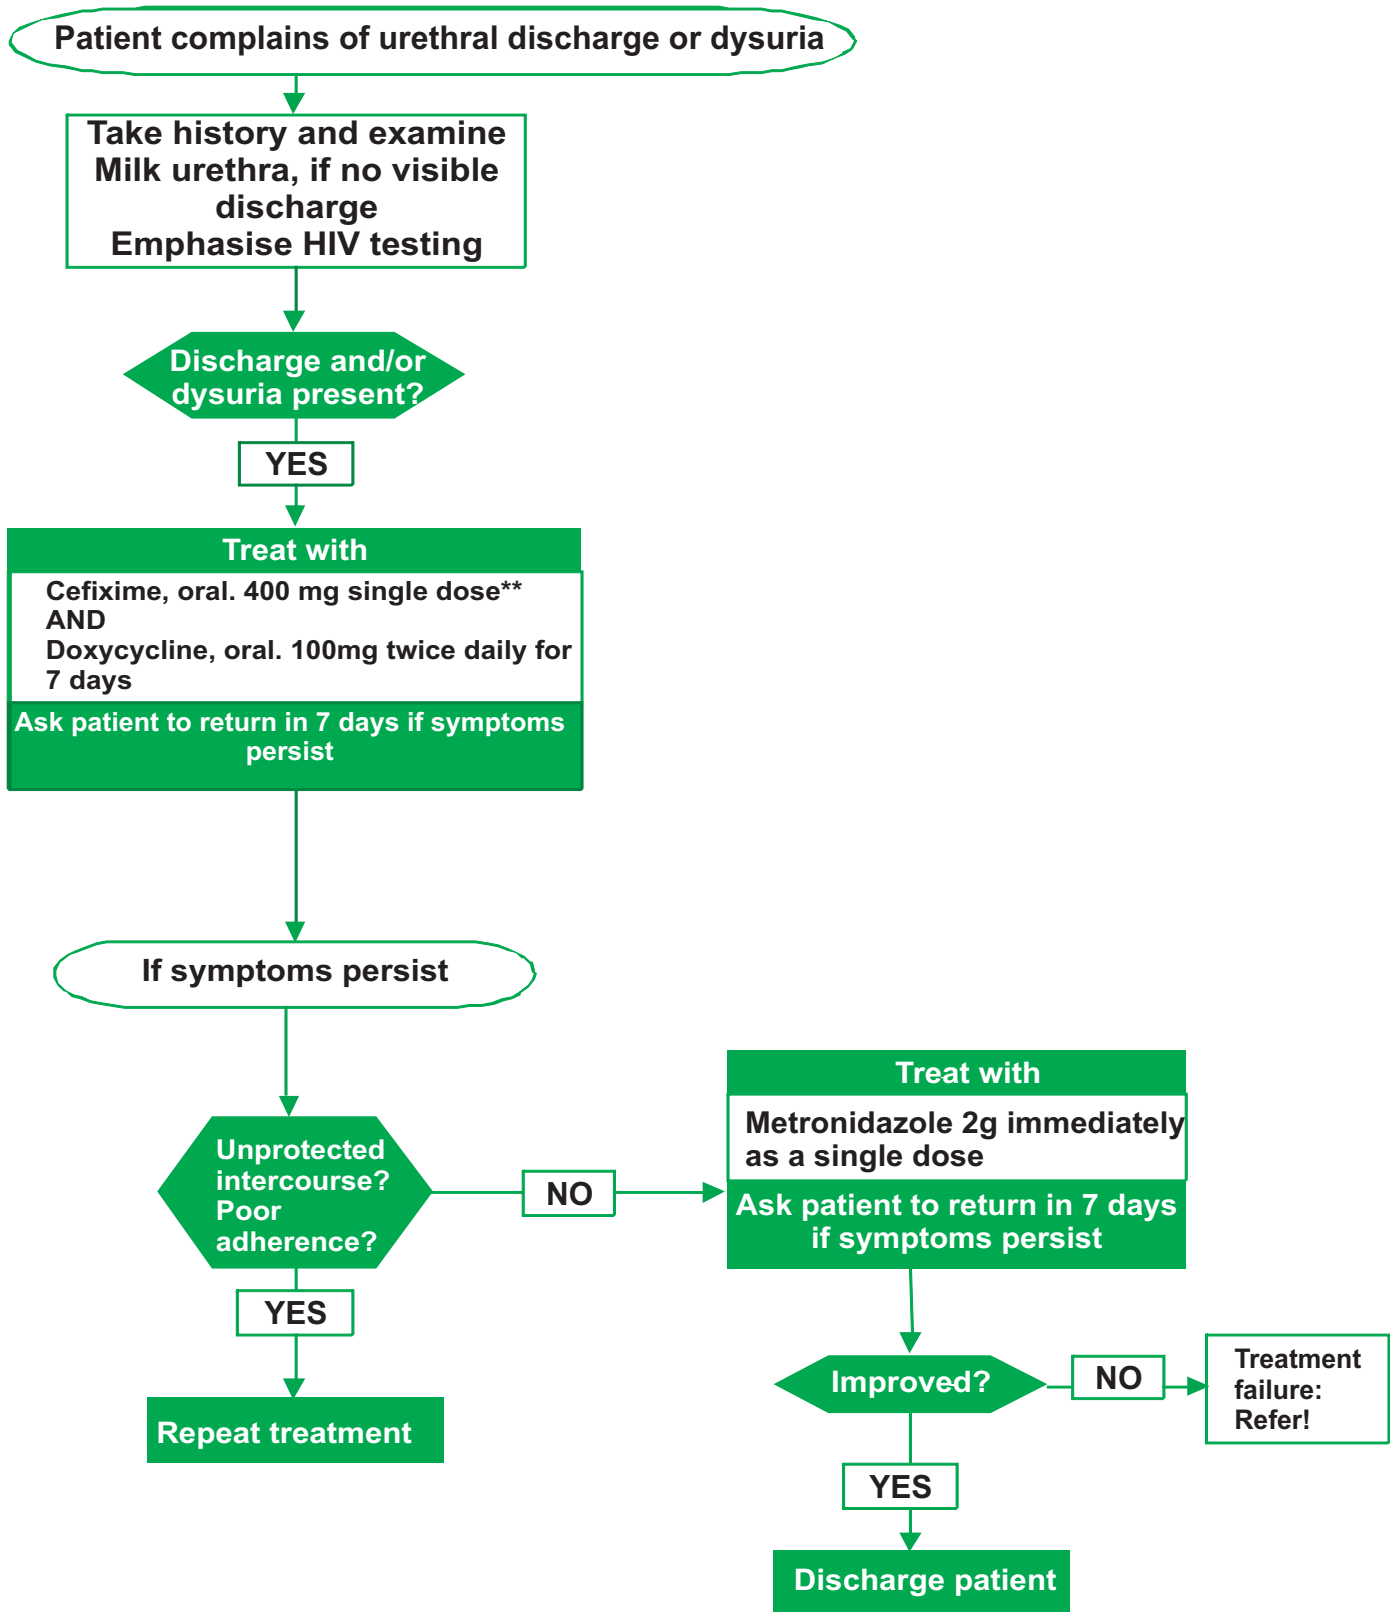 Patient complains of urethral discharge or dysuria
Take history and examine
Milk urethra, if no visible
discharge
Emphasise HIV testing
Discharge and/or
dysuria present?
YES
Treat with
Cefixime, oral. 400 mg single dose**
AND
Doxycycline, oral. 100mg twice daily for
7 days
Ask patient to return in 7 days if symptoms
persist
If symptoms persist
Unprotected
intercourse?
Poor
adherence?
NO
YES
Repeat treatment
Treat with
Metronidazole 2g immediately
as a single dose
Ask patient to return in 7 days
if symptoms persist
Improved?
NO
Treatment
failure:
Refer!
YES
Discharge patient